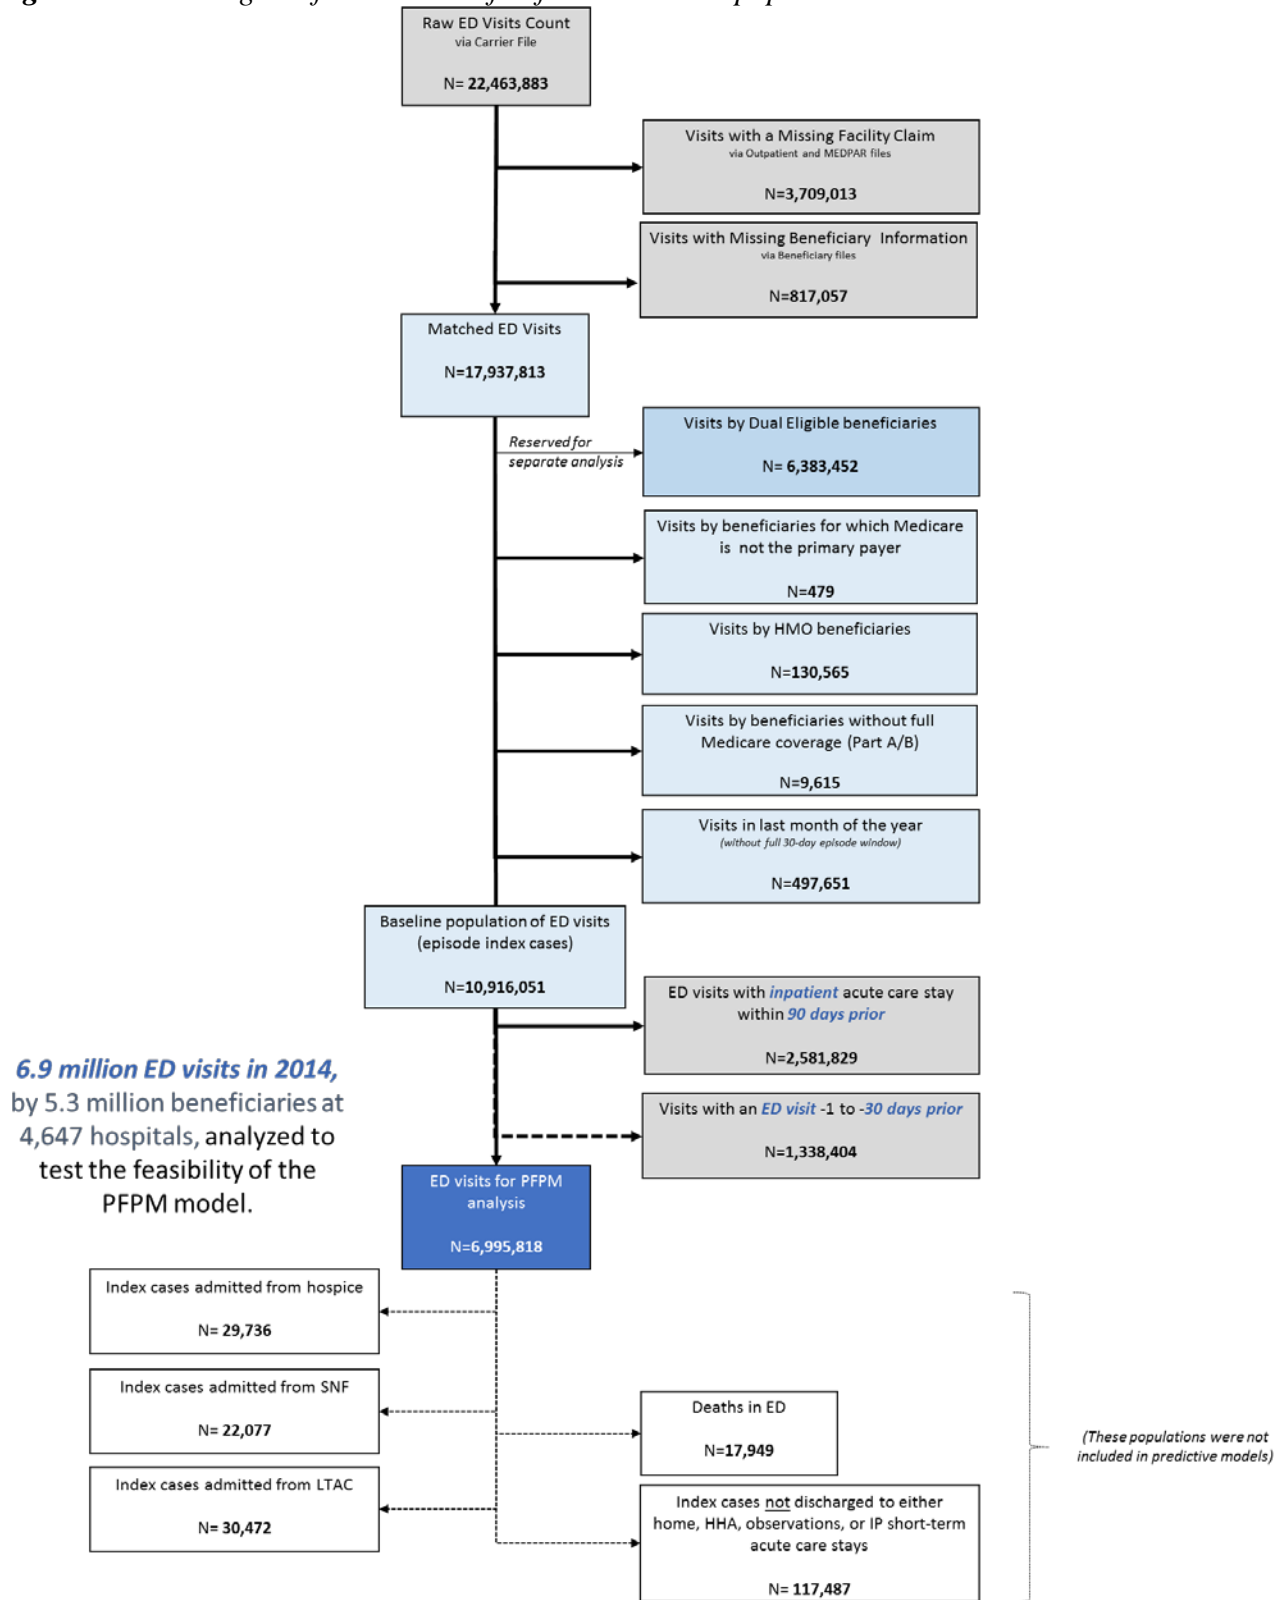 Raw ED Visits Count
via Carrier File
N= 22,463,883
Visits with a Missing Facility Claim
via Outpatient and MEDPAR files
N=3,709,013
Visits with Missing Beneficiary Information
via Beneficiary files
N=817,057
Matched ED Visits
N=17,937,813
Reserved for
separate analysis
Visits by Dual Eligible beneficiaries
N= 6,383,452
Visits by beneficiaries for which Medicare
is not the primary payer
N=479
Visits by HMO beneficiaries
N=130,565
Visits by beneficiaries without full
Medicare coverage (Part A/B)
N=9,615
Visits in last month of the year
(without full 30-day episode window)
N=497,651
Baseline population of ED visits
(episode index cases)
N=10,916,051
ED visits with inpatient acute care stay
within 90 days prior
N=2,581,829
6.9 million ED visits in 2014,
by 5.3 million beneficiaries at
4,647 hospitals, analyzed to
test the feasibility of the
PFPM model.
Visits with an ED visit -1 to -30 days prior
N=1,338,404
ED visits for PFPM
analysis
N=6,995,818
Index cases admitted from hospice
N= 29,736
Index cases admitted from SNF
N= 22,077
Index cases admitted from LTAC
N= 30,472
Deaths in ED
N=17,949
Index cases not discharged to either
home, HHA, observations, or IP short-term
acute care stays
N= 117,487
(These populations were not
included in predictive models)